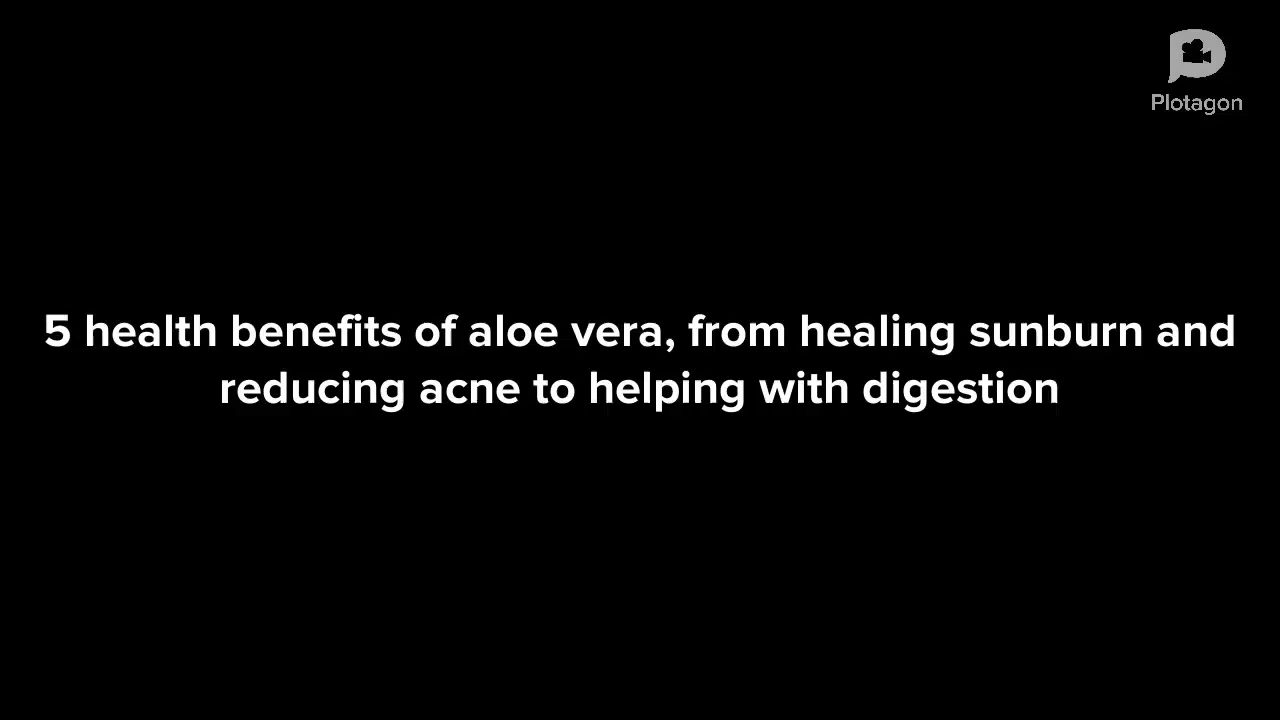 Plotagon
5 health benefits of aloe vera, from healing sunburn and
reducing acne to helping with digestion